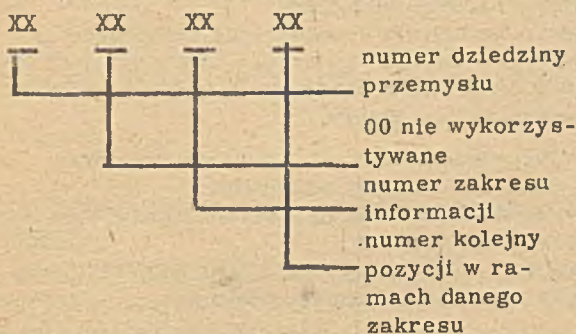 XX XX XX XX
numer dziedziny
przemysłu
00 nie wykorzys-
tywane
numer zakresu
informacji
numer kolejny
pozycji w ra-
mach danego
zakresu